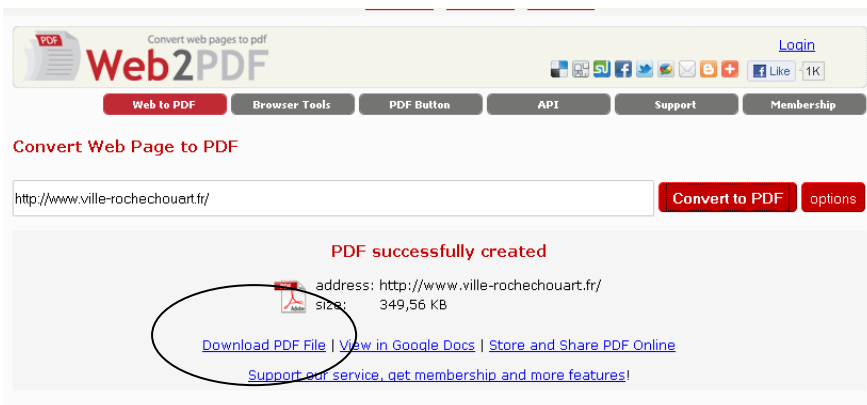 PDF
Convert web pages to pdf
Web2PDF
Login
Like 1K
Web to PDF Browser Tools PDF Button API Support Membership
Convert Web Page to PDF
http://www.ville-rochechouart.fr/ Convert to PDF options
PDF successfully created
address: http://www.ville-rochechouart.fr/
Adobe size: 349,56 KB
Download PDF File | View in Google Docs | Store and Share PDF Online
Support our service, get membership and more features!